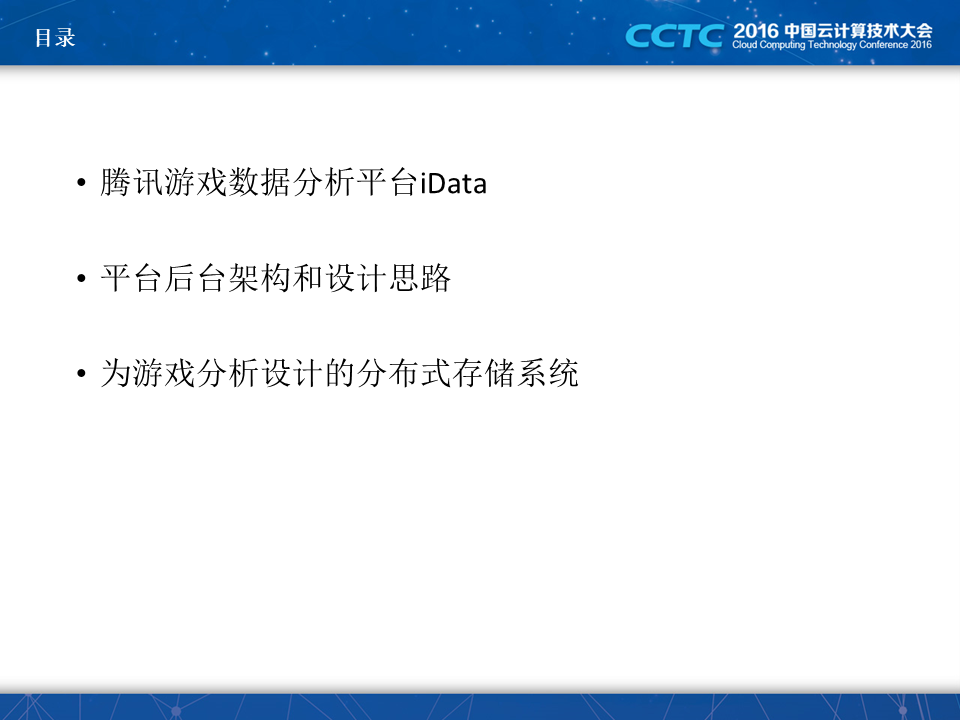 目录
CCTC 2016 中国云计算技术大会
Cloud Computing Technology Conference 2016
• 腾讯游戏数据分析平台iData
• 平台后台架构和设计思路
• 为游戏分析设计的分布式存储系统